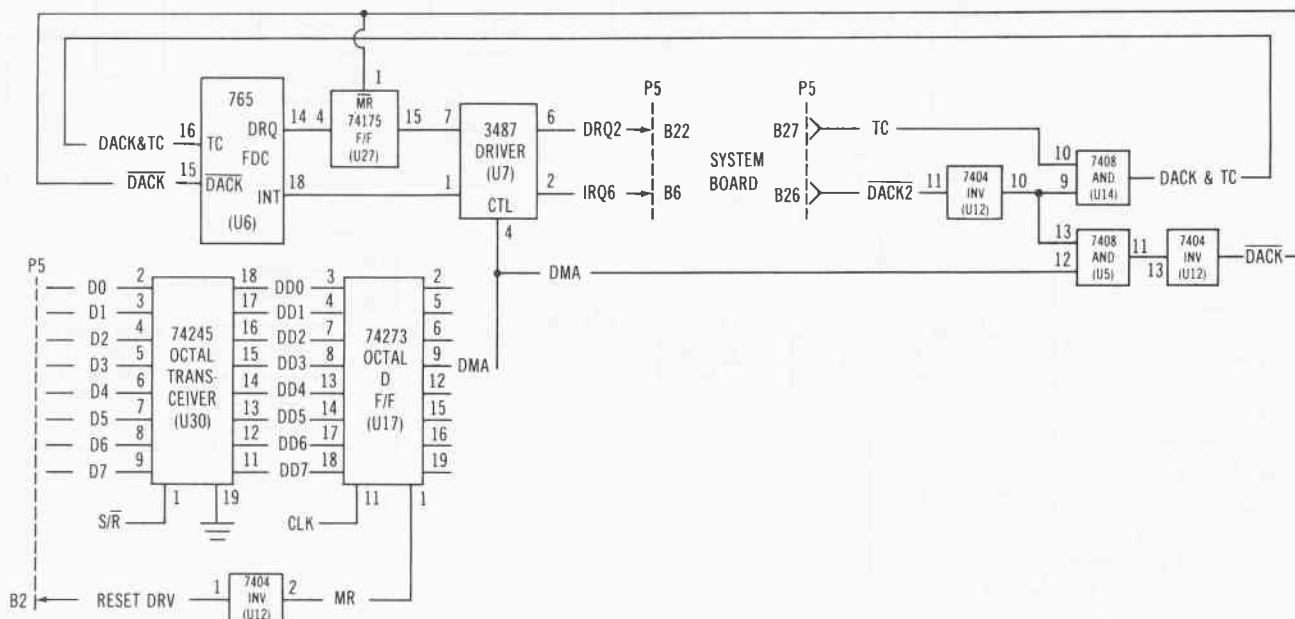 1
P5
P5
765
MR
6
14
4
74175
15
7
3487
DRQ2
B22
B27
TC
DRQ
F/F
DRIVER
10
16
(U27)
(U7)
SYSTEM
7408
DACK&TC
TC
FDC
BOARD
11
7404
10
AND
DACK & TC
15
18
1
2
9
(U14)
DACK
DACK
INT
IRQ6
B6
B26
DACK2
INV
(U12)
(U6)
CTL
4
13
7408
11
7404
P5
DMA
12
AND
13
INV
DACK
(U5)
(U12)
D0 2 18 DD0 3 2
D1 3 17 DD1 4 5
D2 4 74245 16 DD2 7 74273 6
D3 5 OCTAL 15 DD3 8 OCTAL 9 DMA
D4 6 TRANS- 14 DD4 13 D 12
D5 7 CEIVER 13 DD5 14 F/F 15
D6 8 (U30) 12 DD6 17 (U17) 16
D7 9 11 DD7 18 19
1 19 11 1
S/R CLK
B2 RESET DRV 1 7404 2 MR
INV
(U12)